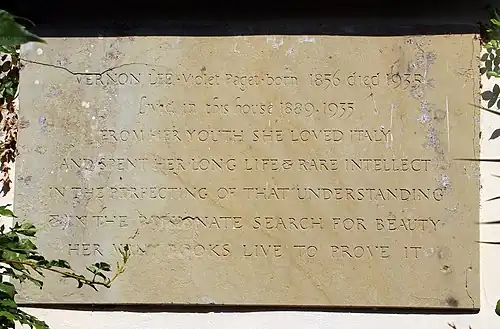 VERNON LEE · Violet Paget · born 1856 died 1935
lived in this house 1889-1935
FROM HER YOUTH SHE LOVED ITALY
AND SPENT HER LONG LIFE & RARE INTELLECT
IN THE PERFECTING OF THAT UNDERSTANDING
& IN THE PASSIONATE SEARCH FOR BEAUTY
HER MANY BOOKS LIVE TO PROVE IT